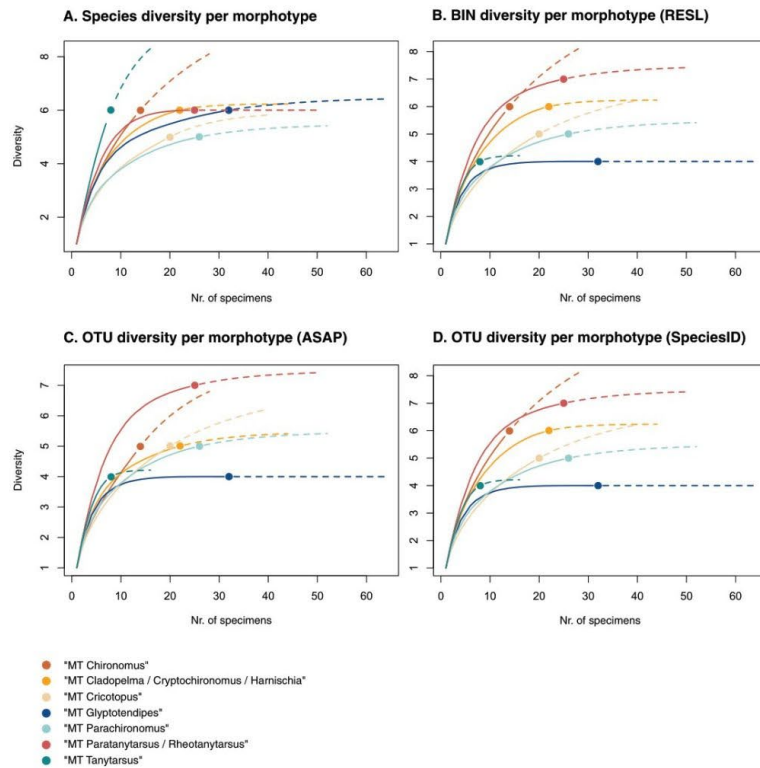 A. Species diversity per morphotype
B. BIN diversity per morphotype (RESL)
8
6
4
2
Diversity
0 10 20 30 40 50 60
Nr. of specimens
8
7
6
5
4
3
2
1
0 10 20 30 40 50 60
Nr. of specimens
C. OTU diversity per morphotype (ASAP)
D. OTU diversity per morphotype (SpeciesID)
7
6
5
4
3
2
1
Diversity
0 10 20 30 40 50 60
Nr. of specimens
8
7
6
5
4
3
2
1
0 10 20 30 40 50 60
Nr. of specimens
"MT Chironomus"
"MT Cladopelma / Cryptochironomus / Harnischia"
"MT Cricotopus"
"MT Glyptotendipes"
"MT Parachironomus"
"MT Paratanytarsus / Rheotanytarsus"
"MT Tanytarsus"